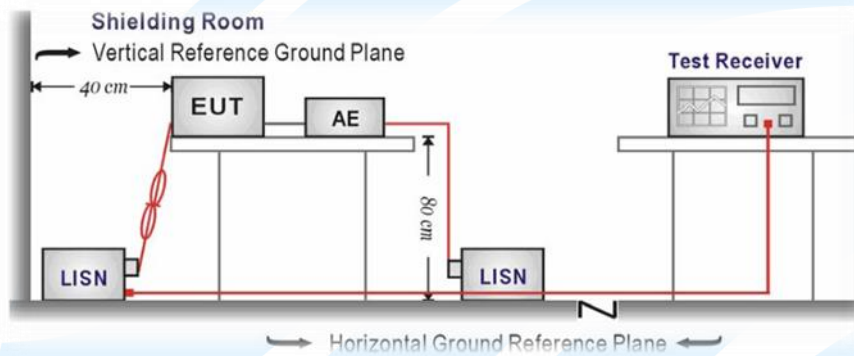 Shielding Room
Vertical Reference Ground Plane
Test Receiver
40 cm
EUT
AE
80 cm
LISN
LISN
Horizontal Ground Reference Plane